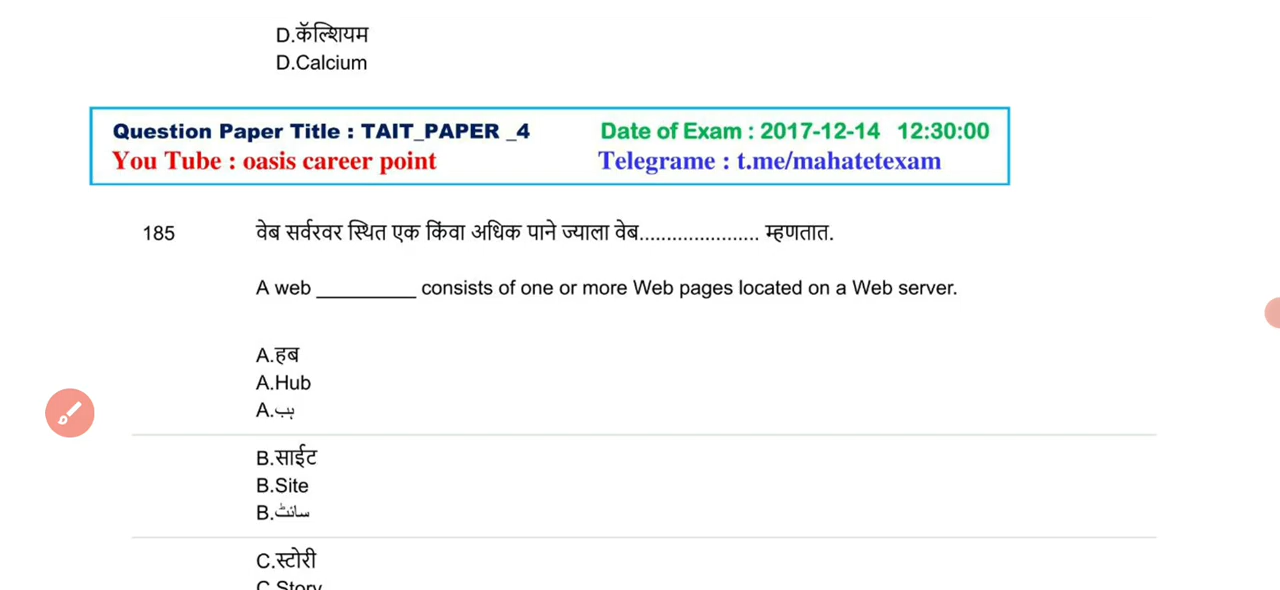 D.कॅल्शियम
D.Calcium
Question Paper Title : TAIT_PAPER _4 Date of Exam : 2017-12-14 12:30:00
You Tube : oasis career point Telegrame : t.me/mahatetexam
185 वेब सर्वरवर स्थित एक किंवा अधिक पाने ज्याला वेब...................... म्हणतात.
A web _________ consists of one or more Web pages located on a Web server.
A.हब
A.Hub
A.ہب
B.साईट
B.Site
B.سائٹ
C.स्टोरी
C.Story